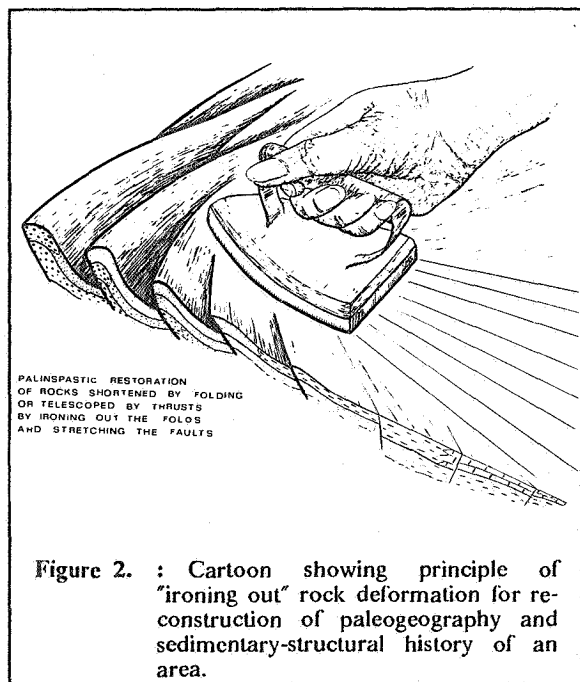 PALINSPASTIC RESTORATION
OF ROCKS SHORTENED BY FOLDING
OR TELESCOPED BY THRUSTS
BY IRONING OUT THE FOLDS
AND STRETCHING THE FAULTS
Figure 2. : Cartoon showing principle of
"ironing out" rock deformation for re-
construction of paleogeography and
sedimentary-structural history of an
area.